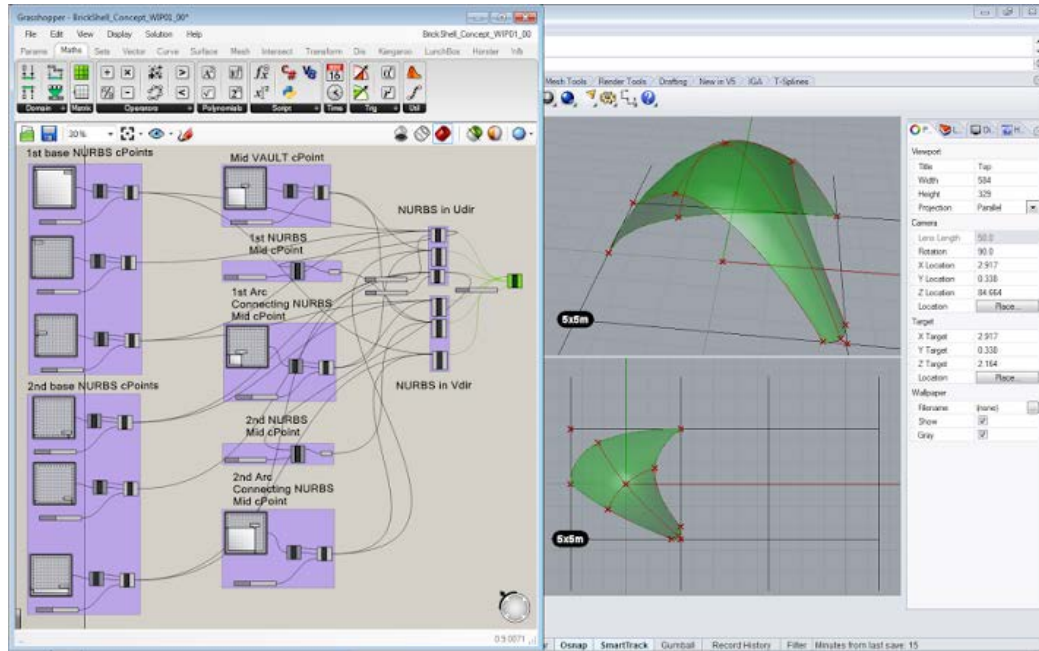 Grasshopper - BrickShell_Concept_WIP01_00*
File Edit View Display Solution Help
BrickShell_Concept_WIP01_00
Params Maths Sets Vector Curve Surface Mesh Intersect Transform Kangaroo LunchBox
Domain Matrix Operators Polynomials Script Time Trig Util
30%
1st base NURBS cPoints
Mid VAULT cPoint
NURBS in Udir
1st NURBS
Mid cPoint
1st Arc
Connecting NURBS
Mid cPoint
2nd base NURBS cPoints
NURBS in Vdir
2nd NURBS
Mid cPoint
2nd Arc
Connecting NURBS
Mid cPoint
0.9.0071
Mesh Tools Render Tools Drafting New in V5 IGA T-Splines
5x5m
5x5m
Viewport
Title Top
Width 584
Height 329
Projection Parallel
Camera
Lens Length 50.0
Rotation 90.0
X Location 2.917
Y Location 0.338
Z Location 84.664
Location Place...
Target
X Target 2.917
Y Target 0.338
Z Target 2.164
Location Place...
Wallpaper
Filename (none)
Show
Gray
Osnap SmartTrack Gumball Record History Filter Minutes from last save: 15